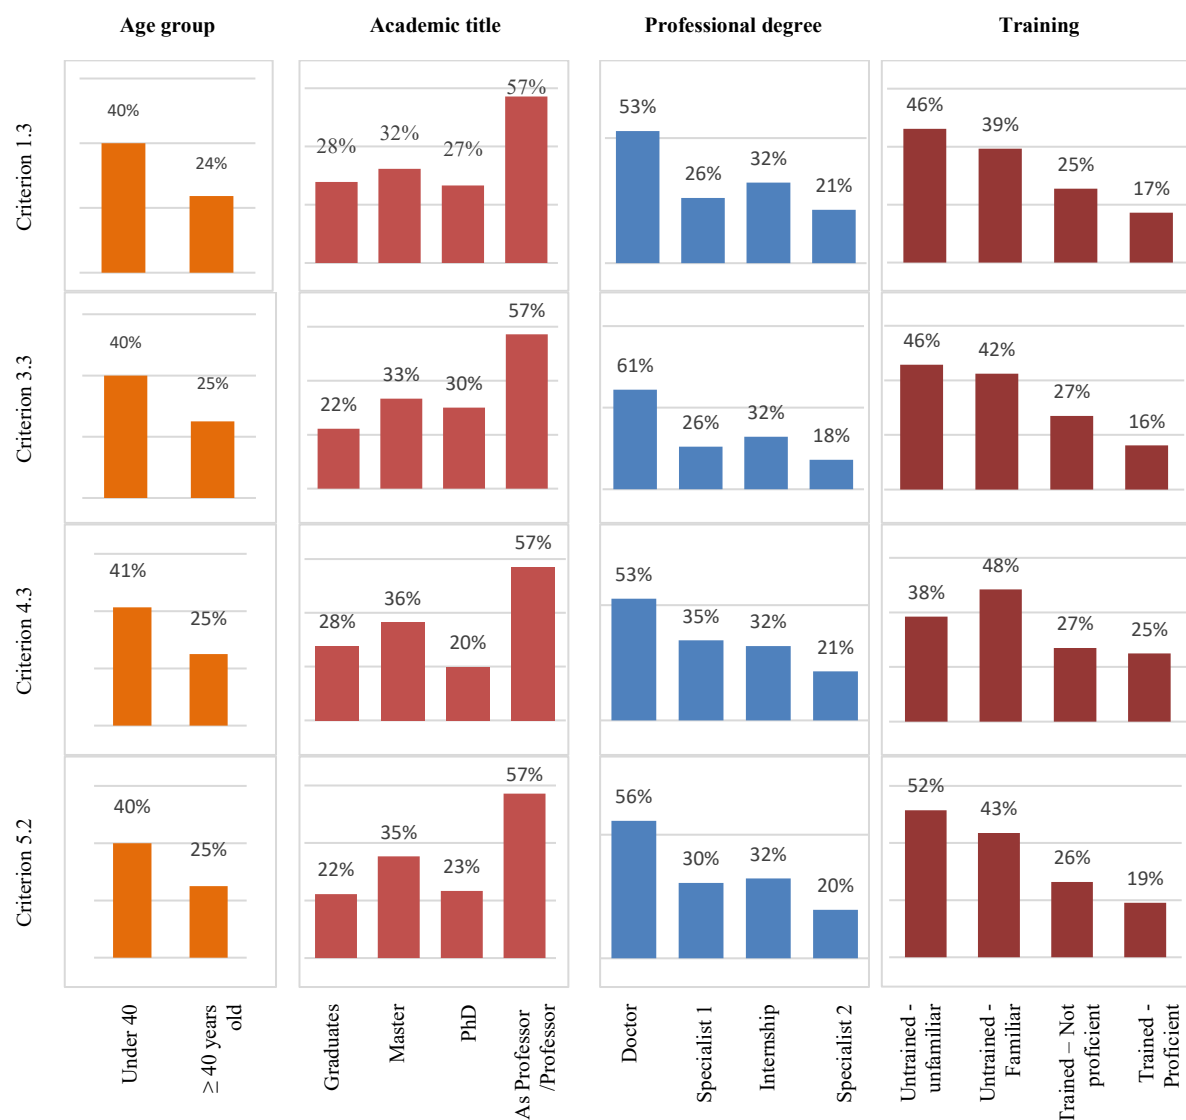 Age group
Academic title
Professional degree
Training
Criterion 1.3
40%
24%
28%
32%
27%
57%
53%
26%
32%
21%
46%
39%
25%
17%
Criterion 3.3
40%
25%
22%
33%
30%
57%
61%
26%
32%
18%
46%
42%
27%
16%
Criterion 4.3
41%
25%
28%
36%
20%
57%
53%
35%
32%
21%
38%
48%
27%
25%
Criterion 5.2
40%
25%
22%
35%
23%
57%
56%
30%
32%
20%
52%
43%
26%
19%
Under 40
≥ 40 years
old
Graduates
Master
PhD
As Professor
/Professor
Doctor
Specialist 1
Internship
Specialist 2
Untrained -
unfamiliar
Untrained -
Familiar
Trained – Not
proficient
Trained -
Proficient